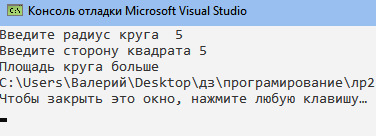 Консоль отладки Microsoft Visual Studio
Введите радиус круга  5
Введите сторону квадрата 5
Площадь круга больше
C:\Users\Валерий\Desktop\дз\програмирование\лр2
Чтобы закрыть это окно, нажмите любую клавишу…